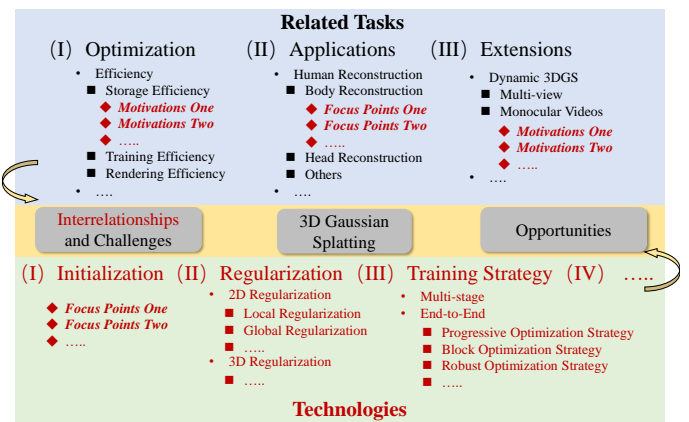 Related Tasks
(I) Optimization
• Efficiency
■ Storage Efficiency
◆ Motivations One
◆ Motivations Two
◆ …..
■ Training Efficiency
■ Rendering Efficiency
• ….
(II) Applications
• Human Reconstruction
■ Body Reconstruction
◆ Focus Points One
◆ Focus Points Two
◆ …..
■ Head Reconstruction
■ Others
• ….
(III) Extensions
• Dynamic 3DGS
■ Multi-view
■ Monocular Videos
◆ Motivations One
◆ Motivations Two
◆ …..
• ….
Interrelationships
and Challenges
3D Gaussian
Splatting
Opportunities
(I) Initialization
◆ Focus Points One
◆ Focus Points Two
◆ …..
(II) Regularization
• 2D Regularization
■ Local Regularization
■ Global Regularization
■ …..
• 3D Regularization
■ …..
(III) Training Strategy
• Multi-stage
• End-to-End
■ Progressive Optimization Strategy
■ Block Optimization Strategy
■ Robust Optimization Strategy
■ …..
(IV) …..
Technologies